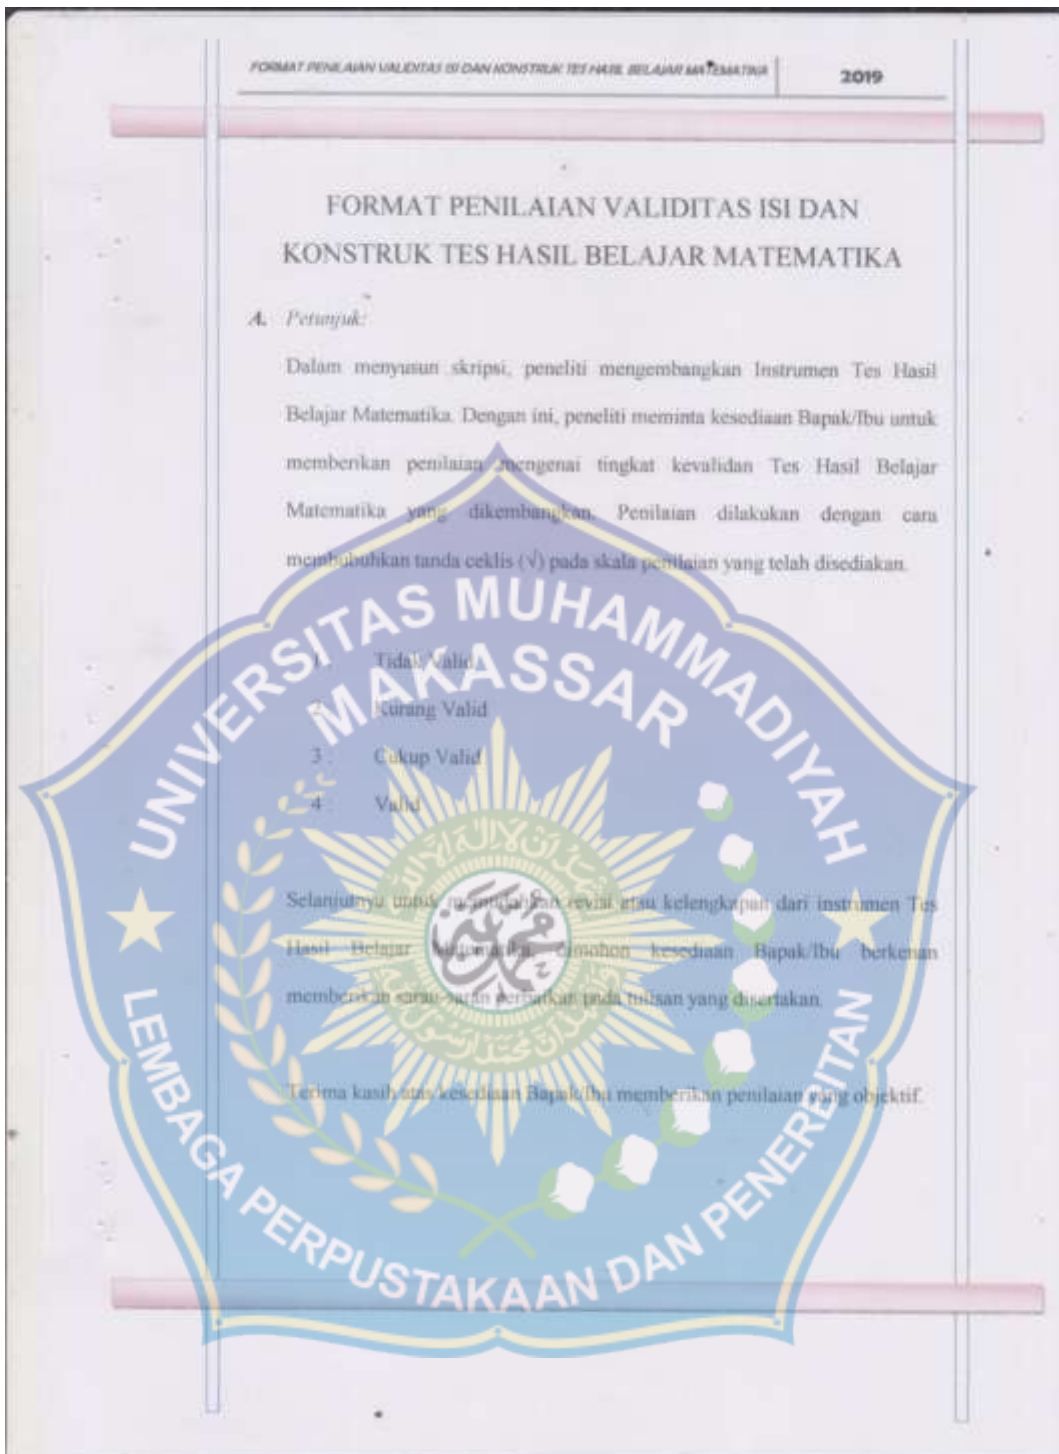 FORMAT PENILAIAN VALIDITAS ISI DAN KONSTRUK TES HASIL BELAJAR MATEMATIKA 2019
FORMAT PENILAIAN VALIDITAS ISI DAN
KONSTRUK TES HASIL BELAJAR MATEMATIKA
A. Petunjuk:
Dalam menyusun skripsi, peneliti mengembangkan Instrumen Tes Hasil
Belajar Matematika. Dengan ini, peneliti meminta kesediaan Bapak/Ibu untuk
memberikan penilaian mengenai tingkat kevalidan Tes Hasil Belajar
Matematika yang dikembangkan. Penilaian dilakukan dengan cara
membubuhkan tanda ceklis (√) pada skala penilaian yang telah disediakan.
1 : Tidak Valid
2 : Kurang Valid
3 : Cukup Valid
4 : Valid
Selanjutnya untuk memudahkan revisi atau kelengkapan dari instrumen Tes
Hasil Belajar Matematika, dimohon kesediaan Bapak/Ibu berkenan
memberikan saran-saran perbaikan pada tulisan yang disertakan.
Terima kasih atas kesediaan Bapak/Ibu memberikan penilaian yang objektif.
UNIVERSITAS MUHAMMADIYAH
MAKASSAR
LEMBAGA PERPUSTAKAAN DAN PENERBITAN